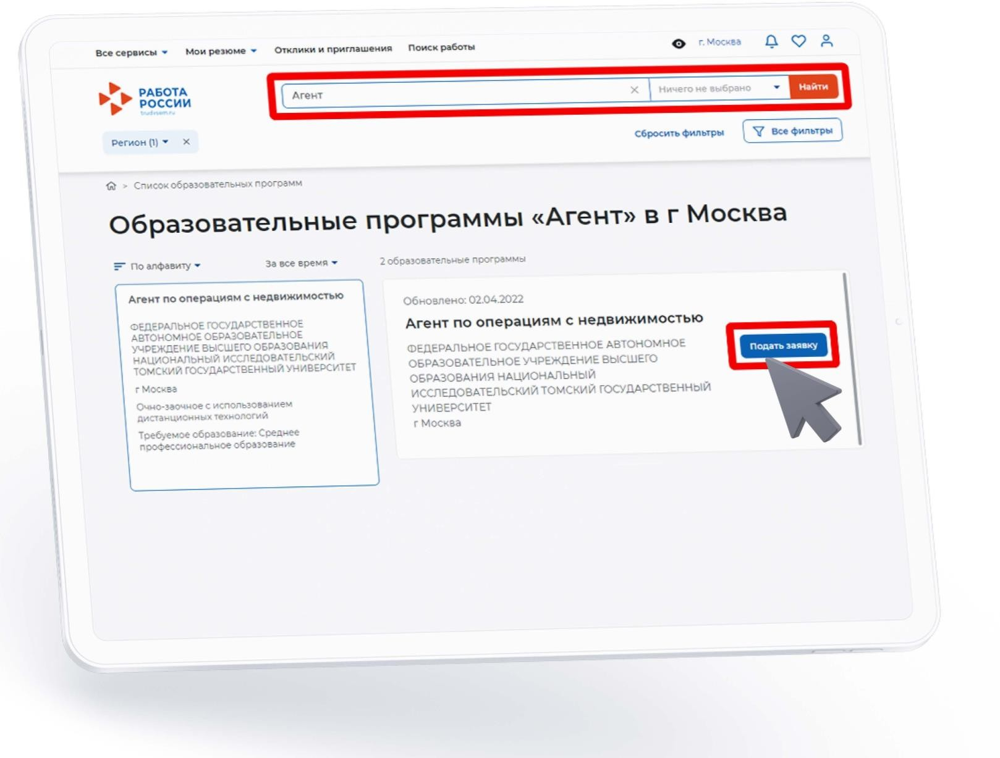 Все сервисы Мои резюме Отклики и приглашения Поиск работы г. Москва
РАБОТА
РОССИИ
trudvsem.ru
Агент Ничего не выбрано Найти
Регион (1) Сбросить фильтры Все фильтры
> Список образовательных программ
Образовательные программы «Агент» в г Москва
По алфавиту За все время 2 образовательные программы
Агент по операциям с недвижимостью
ФЕДЕРАЛЬНОЕ ГОСУДАРСТВЕННОЕ
АВТОНОМНОЕ ОБРАЗОВАТЕЛЬНОЕ
УЧРЕЖДЕНИЕ ВЫСШЕГО ОБРАЗОВАНИЯ
НАЦИОНАЛЬНЫЙ ИССЛЕДОВАТЕЛЬСКИЙ
ТОМСКИЙ ГОСУДАРСТВЕННЫЙ УНИВЕРСИТЕТ
г Москва
Очно-заочное с использованием
дистанционных технологий
Требуемое образование: Среднее
профессиональное образование
Обновлено: 02.04.2022
Агент по операциям с недвижимостью
ФЕДЕРАЛЬНОЕ ГОСУДАРСТВЕННОЕ АВТОНОМНОЕ
ОБРАЗОВАТЕЛЬНОЕ УЧРЕЖДЕНИЕ ВЫСШЕГО
ОБРАЗОВАНИЯ НАЦИОНАЛЬНЫЙ
ИССЛЕДОВАТЕЛЬСКИЙ ТОМСКИЙ ГОСУДАРСТВЕННЫЙ
УНИВЕРСИТЕТ
г Москва
Подать заявку